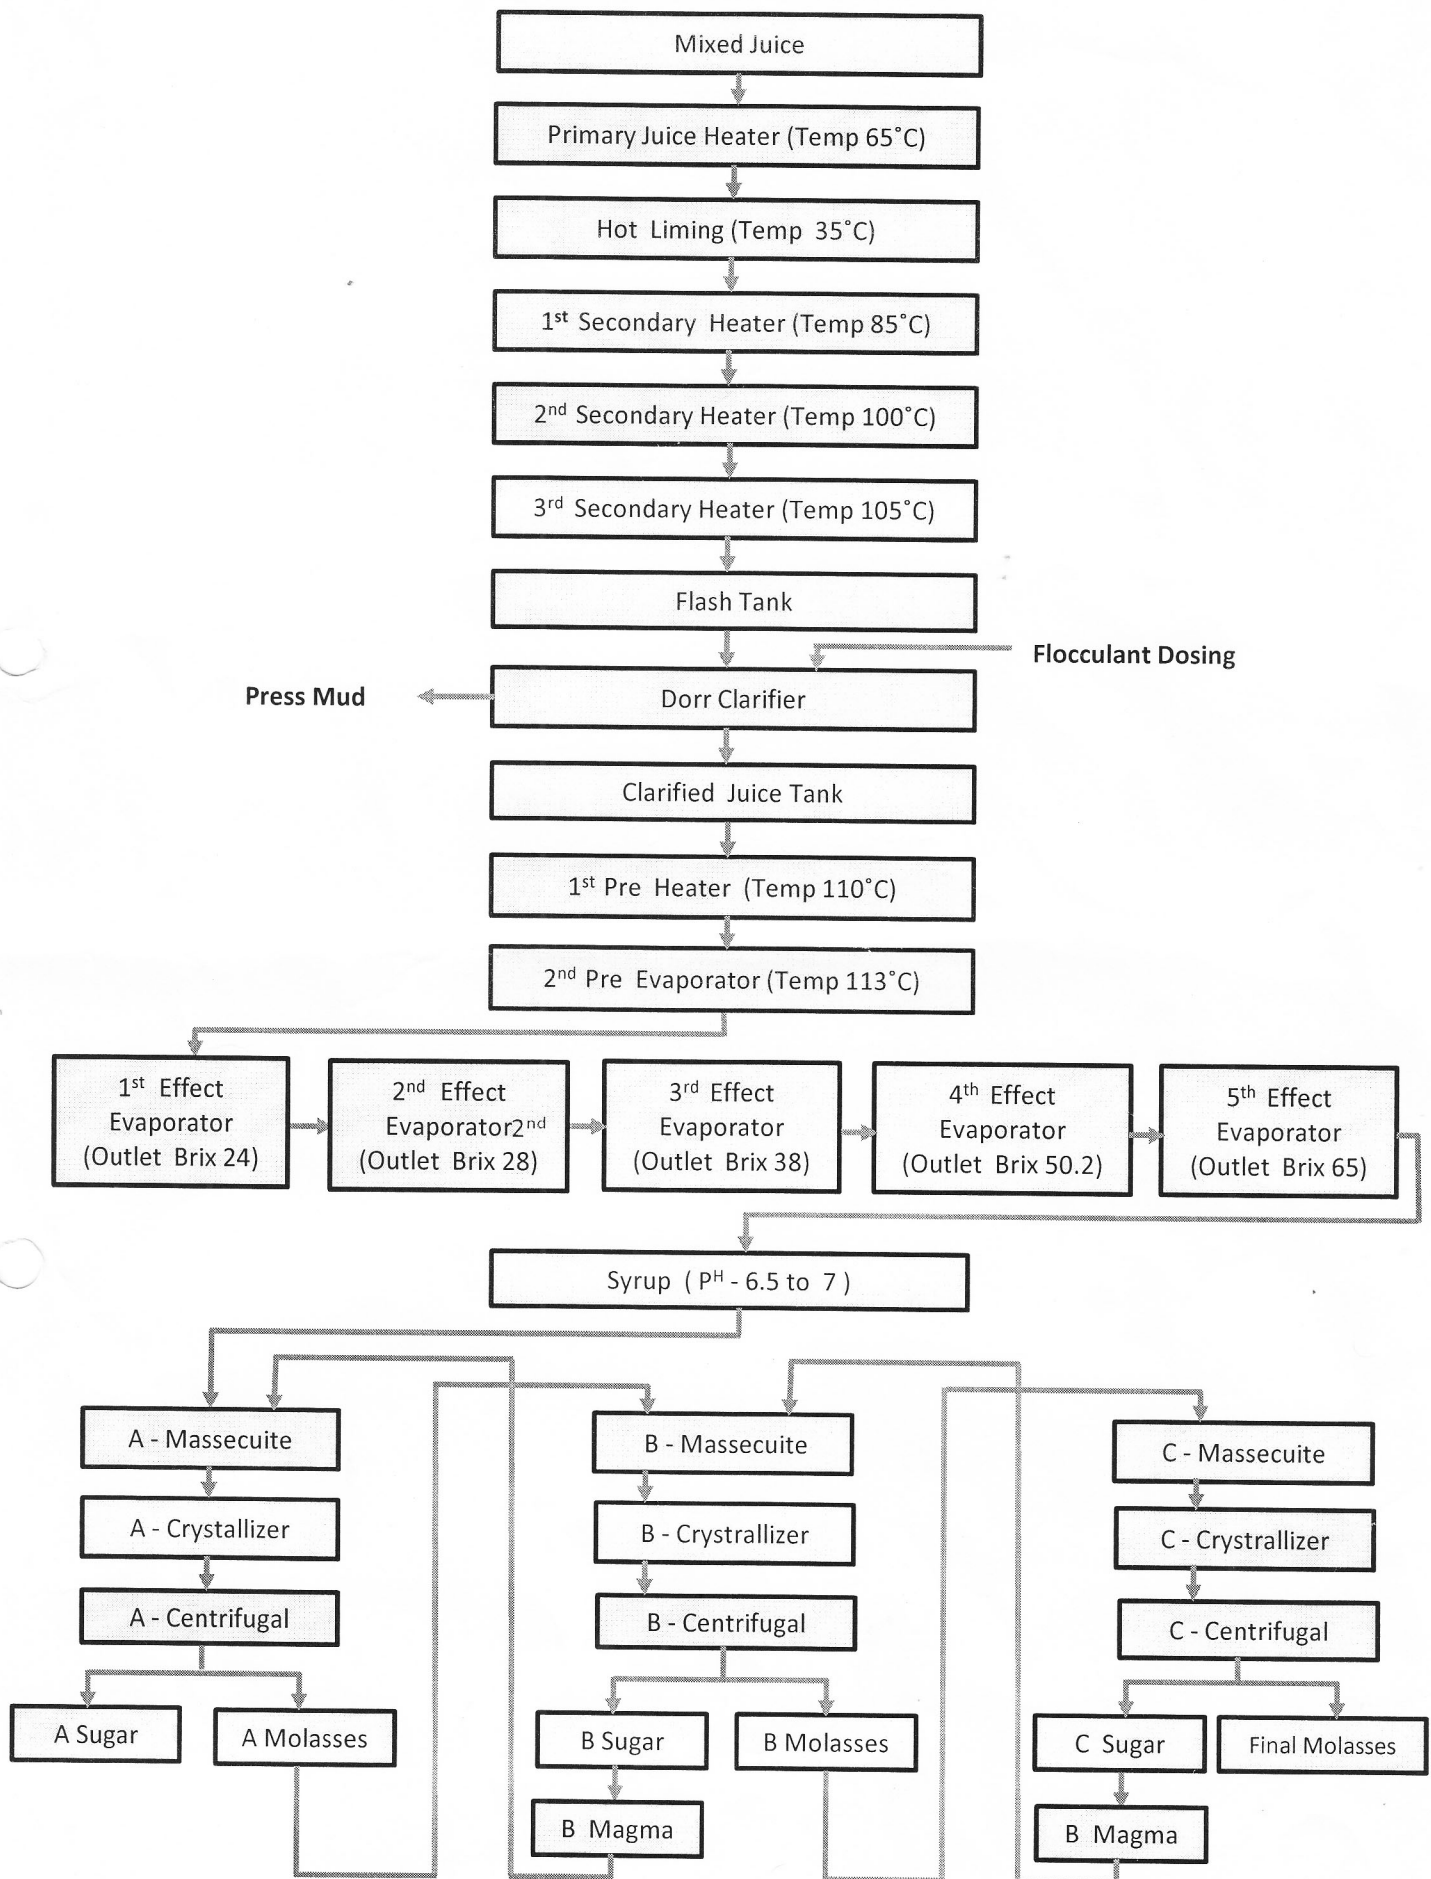 Mixed Juice
Primary Juice Heater (Temp 65˚C)
Hot Liming (Temp 35˚C)
1st Secondary Heater (Temp 85˚C)
2nd Secondary Heater (Temp 100˚C)
3rd Secondary Heater (Temp 105˚C)
Flash Tank
Flocculant Dosing
Press Mud
Dorr Clarifier
Clarified Juice Tank
1st Pre Heater (Temp 110˚C)
2nd Pre Evaporator (Temp 113˚C)
1st Effect
Evaporator
(Outlet Brix 24)
2nd Effect
Evaporator2nd
(Outlet Brix 28)
3rd Effect
Evaporator
(Outlet Brix 38)
4th Effect
Evaporator
(Outlet Brix 50.2)
5th Effect
Evaporator
(Outlet Brix 65)
Syrup ( PH - 6.5 to 7 )
A - Massecuite
B - Massecuite
C - Massecuite
A - Crystallizer
B - Crystrallizer
C - Crystrallizer
A - Centrifugal
B - Centrifugal
C - Centrifugal
A Sugar
A Molasses
B Sugar
B Molasses
C Sugar
Final Molasses
B Magma
B Magma